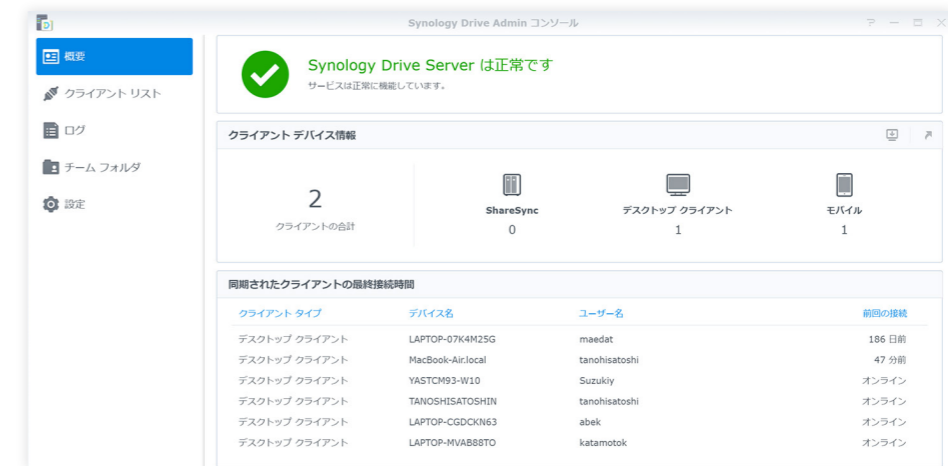 Synology Drive Admin コンソール
概要
クライアント リスト
ログ
チーム フォルダ
設定
Synology Drive Server は正常です
サービスは正常に機能しています。
クライアント デバイス情報
2
クライアントの合計
ShareSync
0
デスクトップ クライアント
1
モバイル
1
同期されたクライアントの最終接続時間
クライアント タイプ デバイス名 ユーザー名 前回の接続
デスクトップ クライアント LAPTOP-07K4M25G maedat 186 日前
デスクトップ クライアント MacBook-Air.local tanohisatoshi 47 分前
デスクトップ クライアント YASTCM93-W10 Suzukiy オンライン
デスクトップ クライアント TANOSHISATOSHIN tanohisatoshi オンライン
デスクトップ クライアント LAPTOP-CGDCKN63 abek オンライン
デスクトップ クライアント LAPTOP-MVAB88TO katamotok オンライン